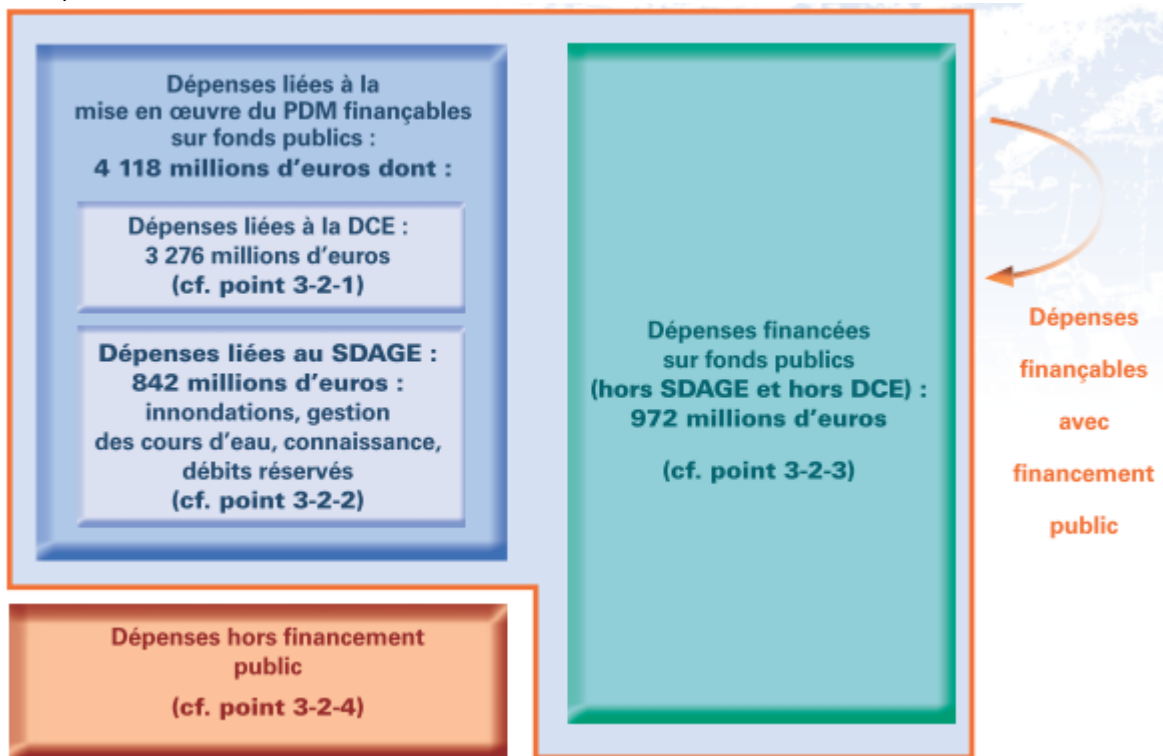 Dépenses liées à la
mise en œuvre du PDM finançables
sur fonds publics :
4 118 millions d'euros dont :
Dépenses liées à la DCE :
3 276 millions d'euros
(cf. point 3-2-1)
Dépenses liées au SDAGE :
842 millions d'euros :
innondations, gestion
des cours d'eau, connaissance,
débits réservés
(cf. point 3-2-2)
Dépenses financées
sur fonds publics
(hors SDAGE et hors DCE) :
972 millions d'euros
(cf. point 3-2-3)
Dépenses
finançables
avec
financement
public
Dépenses hors financement
public
(cf. point 3-2-4)